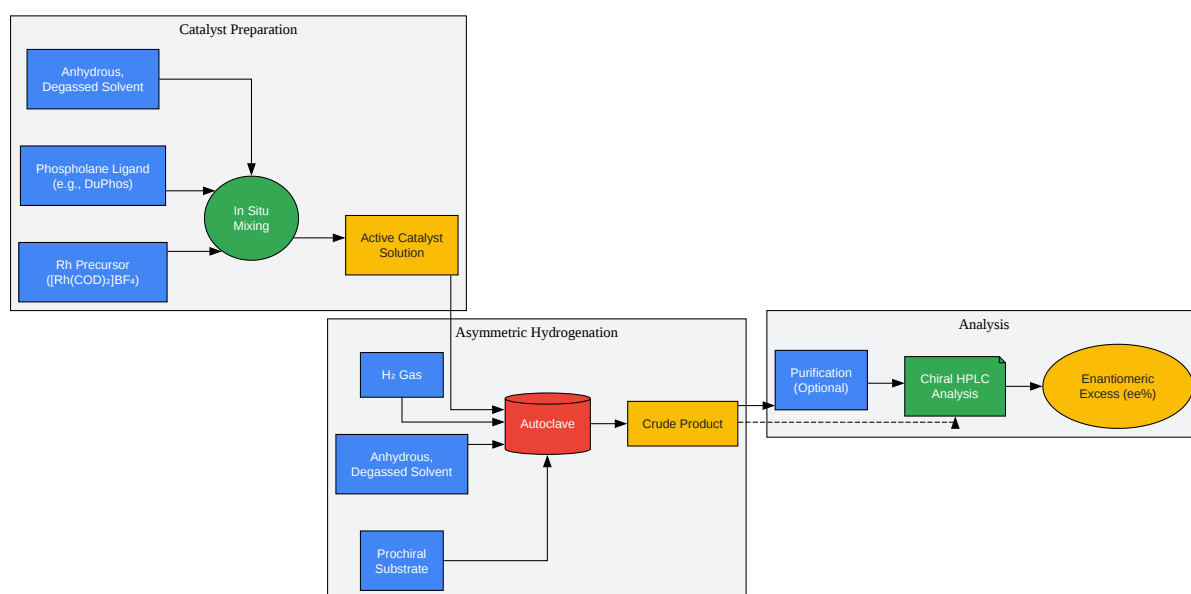 Catalyst Preparation
Anhydrous,
Degassed Solvent
Phospholane Ligand
(e.g., DuPhos)
Rh Precursor
([Rh(COD)₂]BF₄)
In Situ
Mixing
Active Catalyst
Solution
Asymmetric Hydrogenation
H₂ Gas
Anhydrous,
Degassed Solvent
Prochiral
Substrate
Autoclave
Crude Product
Analysis
Purification
(Optional)
Chiral HPLC
Analysis
Enantiomeric
Excess (ee%)